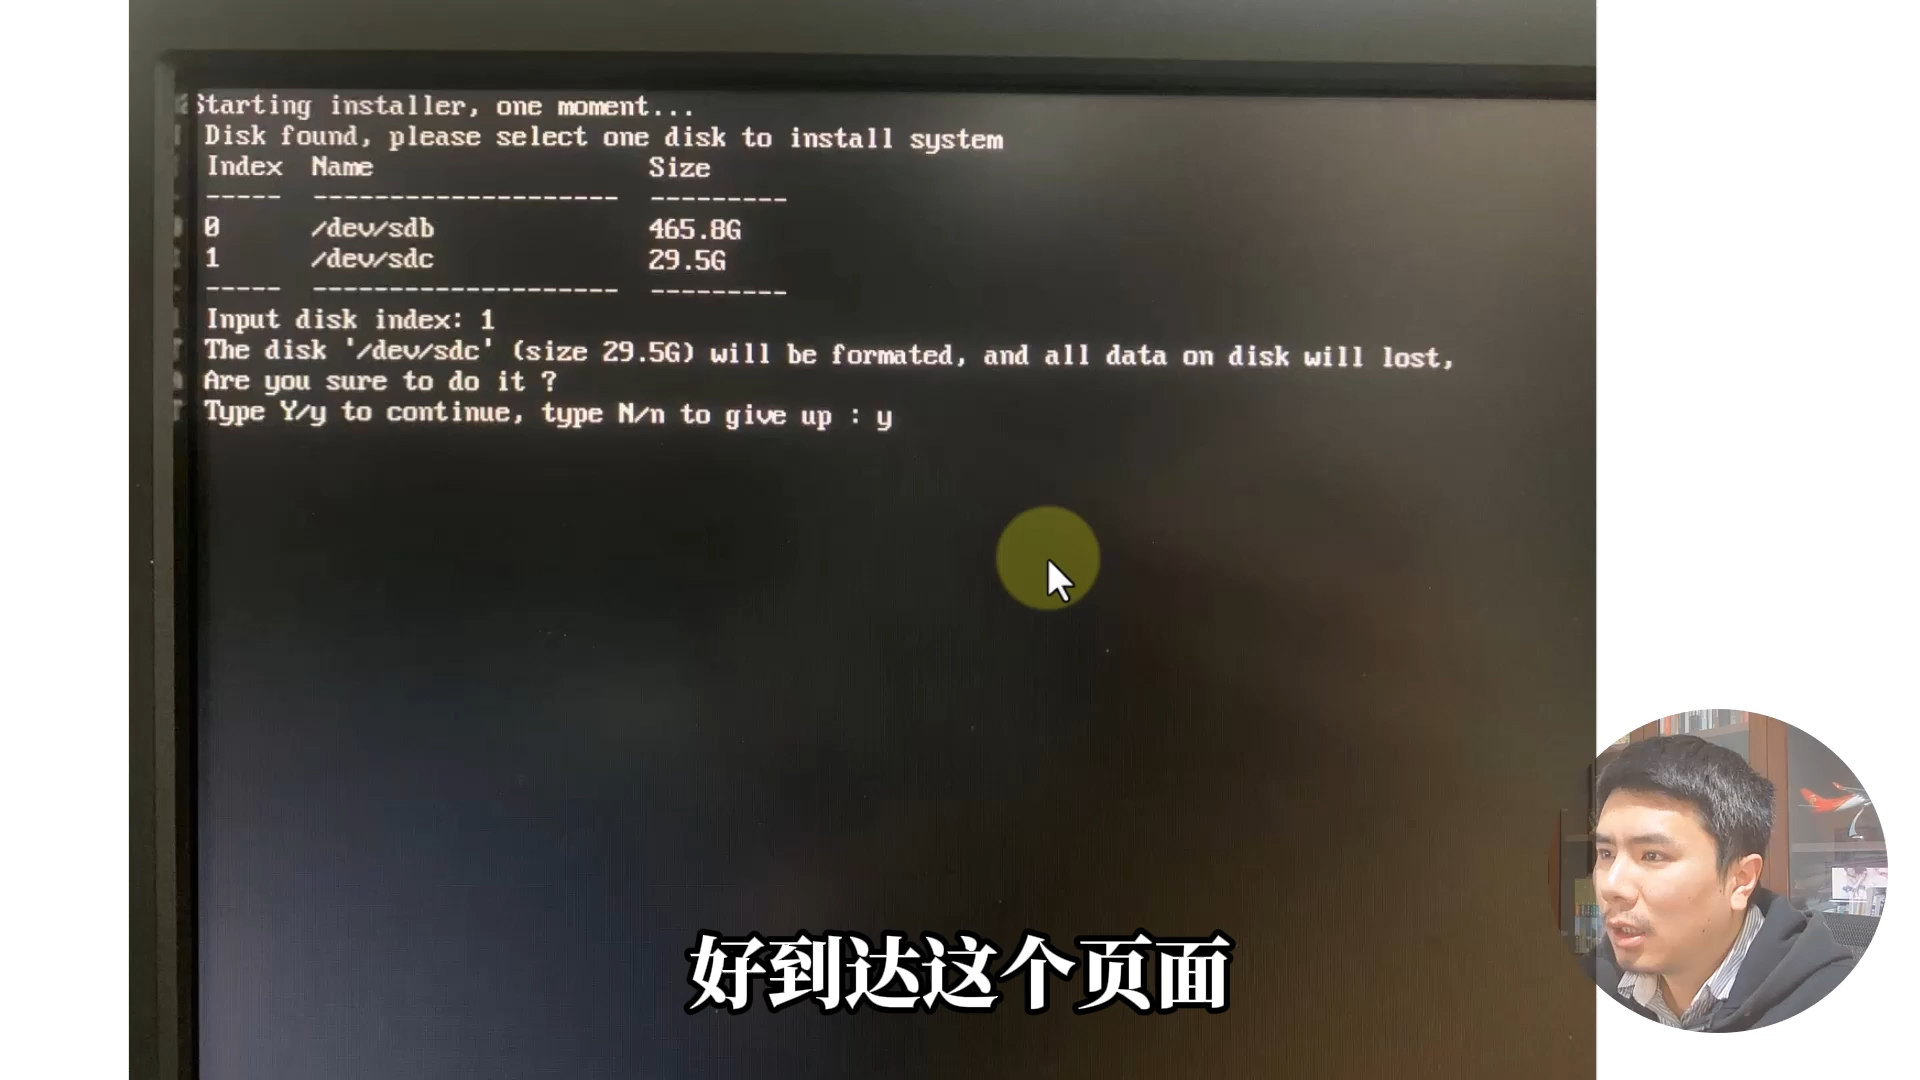 Starting installer, one moment...
Disk found, please select one disk to install system
Index Name Size
----- -------------------- ---------
0 /dev/sdb 465.8G
1 /dev/sdc 29.5G
----- -------------------- ---------
Input disk index: 1
The disk '/dev/sdc' (size 29.5G) will be formated, and all data on disk will lost,
Are you sure to do it ?
Type Y/y to continue, type N/n to give up : y
好到达这个页面